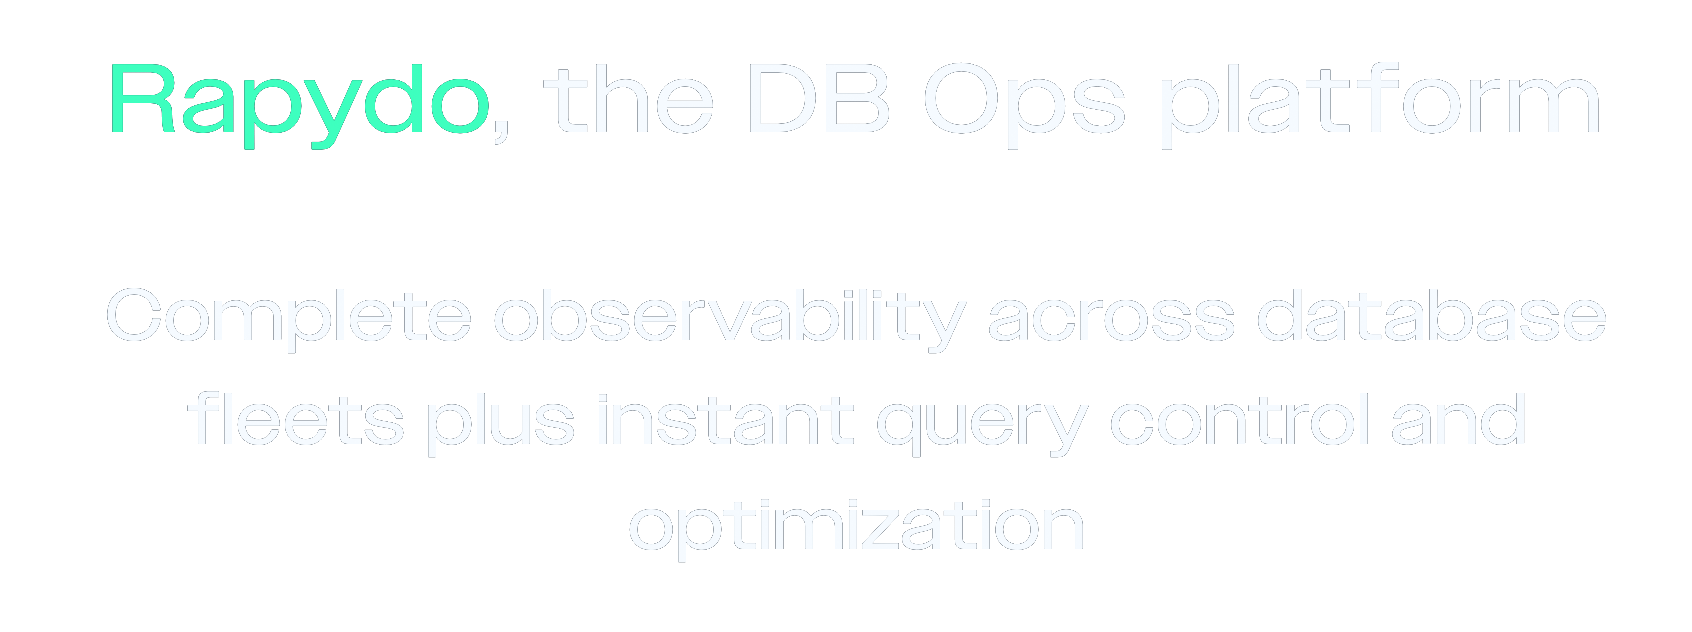 Rapydo, the DB Ops platform
Complete observability across database
fleets plus instant query control and
optimization